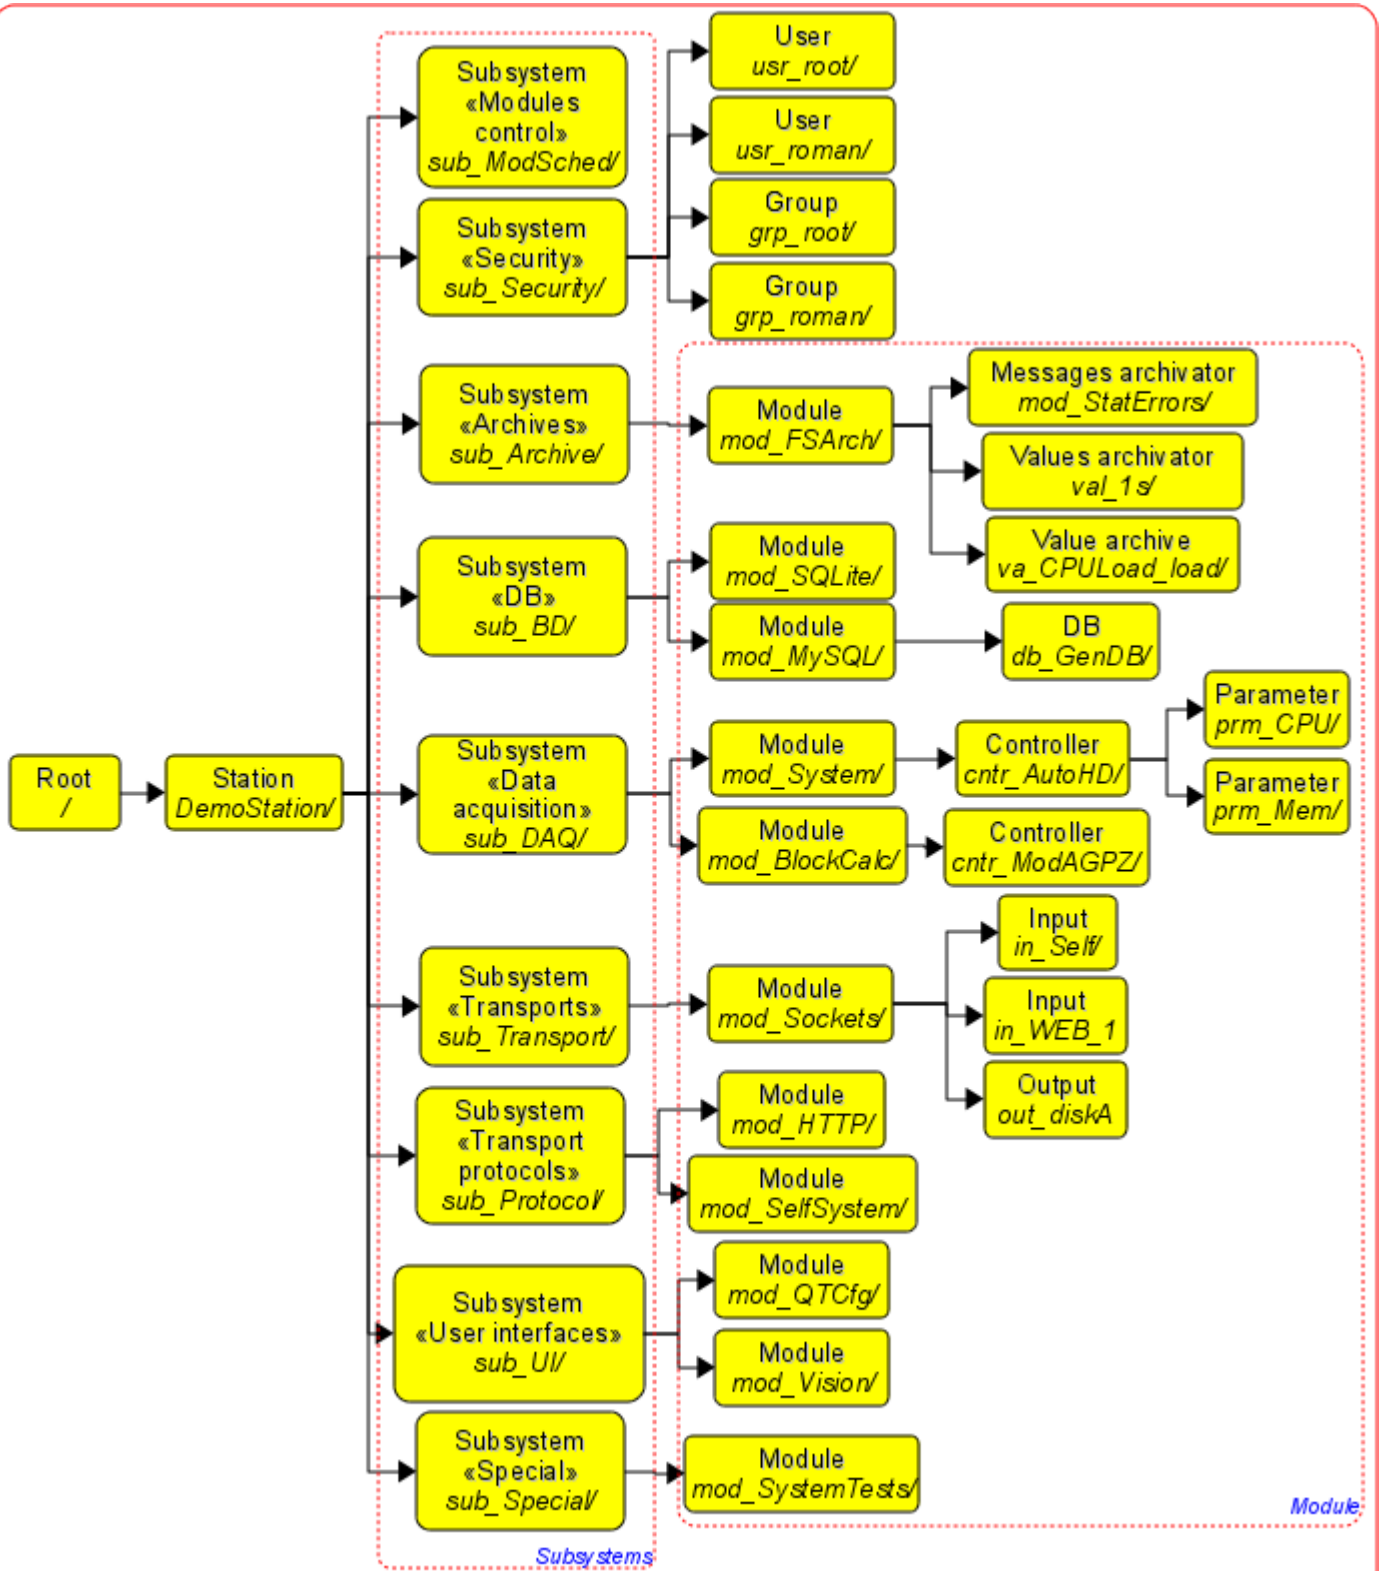 Root
/
Station
DemoStation/
Subsystem
«Modules
control»
sub_ModSched/
Subsystem
«Security»
sub_Security/
User
usr_root/
User
usr_roman/
Group
grp_root/
Group
grp_roman/
Subsystem
«Archives»
sub_Archive/
Module
mod_FSArch/
Messages archivator
mod_StatErrors/
Values archivator
val_1s/
Value archive
va_CPULoad_load/
Subsystem
«DB»
sub_BD/
Module
mod_SQLite/
Module
mod_MySQL/
DB
db_GenDB/
Subsystem
«Data
acquisition»
sub_DAQ/
Module
mod_System/
Controller
cntr_AutoHD/
Parameter
prm_CPU/
Parameter
prm_Mem/
Module
mod_BlockCalc/
Controller
cntr_ModAGPZ/
Subsystem
«Transports»
sub_Transport/
Module
mod_Sockets/
Input
in_Self/
Input
in_WEB_1
Output
out_diskA
Subsystem
«Transport
protocols»
sub_Protocol/
Module
mod_HTTP/
Module
mod_SelfSystem/
Subsystem
«User interfaces»
sub_UI/
Module
mod_QTCfg/
Module
mod_Vision/
Subsystem
«Special»
sub_Special/
Module
mod_SystemTests/
Module
Subsystems